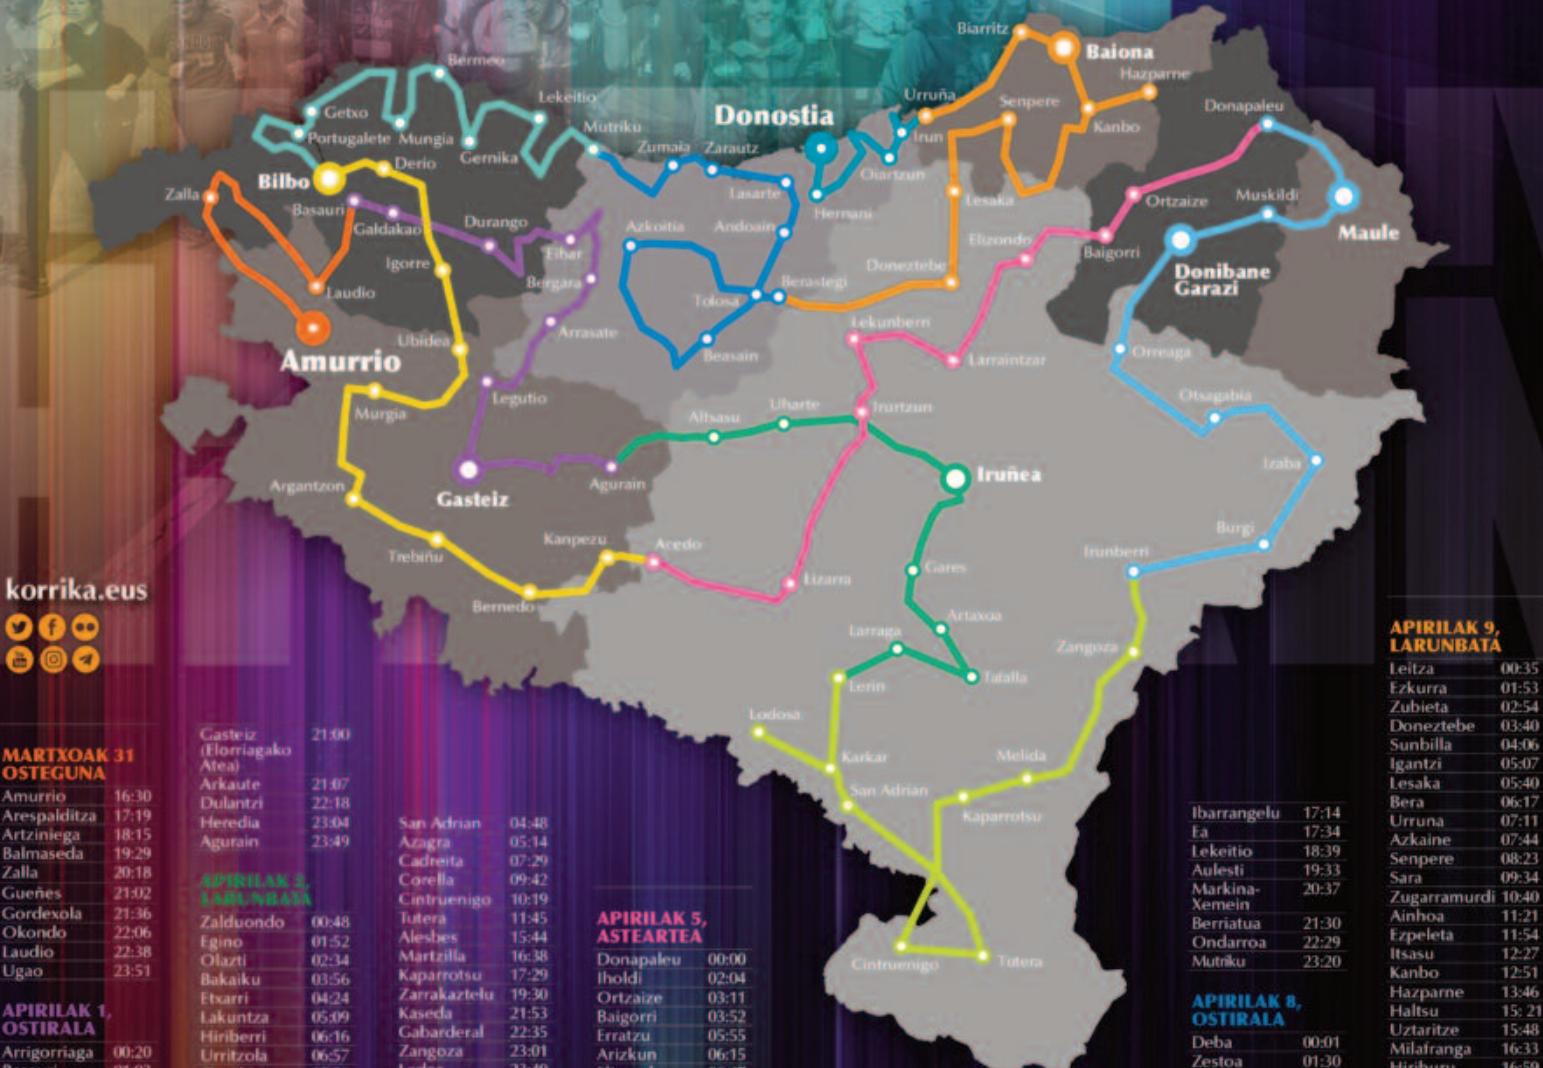 Biarritz
Baiona
Hazparne
Bermeo
Lekeitio
Urruña
Senpere
Donapaleu
Getxo
Donostia
Kanbo
Portugalete
Mungia
Mutriku
Irun
Gernika
Zumaia
Zarautz
Derio
Oiartzun
Bilbo
Lasarte
Zalla
Lesaka
Ortzaize
Muskildi
Basauri
Hernani
Durango
Azkoitia
Andoain
Galdakao
Elizondo
Maule
Eibar
Baigorri
Igorre
Doneztebe
Donibane
Garazi
Bergara
Berastegi
Laudio
Tolosa
Lekunberri
Arrasate
Ubidea
Amurrio
Beasain
Larraintzar
Orreaga
Legutio
Otsagabia
Murgia
Altsasu
Uharte
Irurtzun
Izaba
Iruñea
Argantzon
Agurain
Gasteiz
Burgi
Kanpezu
Acedo
Irunberri
Trebiñu
Gares
Lizarra
korrika.eus
Bernedo
Artaxoa
Larraga
Zangoza
Lerin
Tafalla
Lodosa
Karkar
Melida
San Adrian
Kaparrotsu
Cintruenigo
Tutera
MARTXOAK 31
OSTEGUNA
Amurrio 16:30
Arespalditza 17:19
Artziniega 18:15
Balmaseda 19:29
Zalla 20:18
Gueñes 21:02
Gordexola 21:36
Okondo 22:06
Laudio 22:38
Ugao 23:51
APIRILAK 1,
OSTIRALA
Arrigorriaga 00:20
Gasteiz 21:00
(Elorriagako
Atea)
Arkaute 21:07
Dulantzi 22:18
Heredia 23:04
Agurain 23:49
APIRILAK 2,
LARUNBATA
Zalduondo 00:48
Egino 01:52
Olazti 02:34
Bakaiku 03:56
Etxarri 04:24
Lakuntza 05:09
Hiriberri 06:16
Urritzola 06:57
San Adrian 04:48
Azagra 05:14
Cadreita 07:29
Corella 09:42
Cintruenigo 10:19
Tutera 11:45
Alesbes 15:44
Martzilla 16:38
Kaparrotsu 17:29
Zarrakaztelu 19:30
Kaseda 21:53
Gabarderal 22:35
Zangoza 23:01
APIRILAK 5,
ASTEARTEA
Donapaleu 00:00
Iholdi 02:04
Ortzaize 03:11
Baigorri 03:52
Erratzu 05:55
Arizkun 06:15
Ibarrangelu 17:14
Ea 17:34
Lekeitio 18:39
Aulesti 19:33
Markina- 20:37
Xemein
Berriatua 21:30
Ondarroa 22:29
Mutriku 23:20
APIRILAK 8,
OSTIRALA
Deba 00:01
Zestoa 01:30
APIRILAK 9,
LARUNBATA
Leitza 00:35
Ezkurra 01:53
Zubieta 02:54
Doneztebe 03:40
Sunbilla 04:06
Igantzi 05:07
Lesaka 05:40
Bera 06:17
Urruna 07:11
Azkaine 07:44
Senpere 08:23
Sara 09:34
Zugarramurdi 10:40
Ainhoa 11:21
Ezpeleta 11:54
Itsasu 12:27
Kanbo 12:51
Hazparne 13:46
Haltsu 15: 21
Uztaritze 15:48
Milafranga 16:33